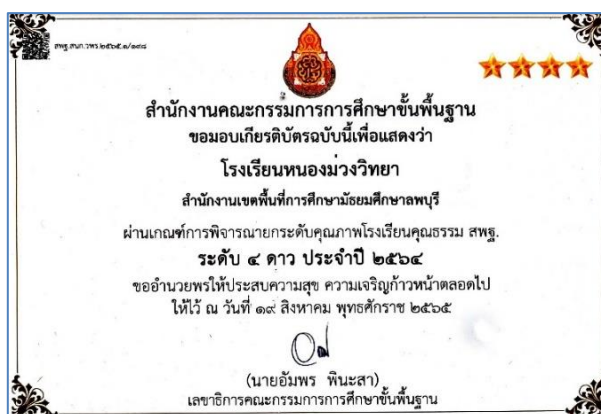 สพฐ.สนก.วพร.๒๕๖๕.๑/๑๓๘
สำนักงานคณะกรรมการการศึกษาขั้นพื้นฐาน
ขอมอบเกียรติบัตรฉบับนี้เพื่อแสดงว่า
โรงเรียนหนองม่วงวิทยา
สำนักงานเขตพื้นที่การศึกษามัธยมศึกษาลพบุรี
ผ่านเกณฑ์การพิจารณายกระดับคุณภาพโรงเรียนคุณธรรม สพฐ.
ระดับ ๔ ดาว ประจำปี ๒๕๖๔
ขออำนวยพรให้ประสบความสุข ความเจริญก้าวหน้าตลอดไป
ให้ไว้ ณ วันที่ ๑๙ สิงหาคม พุทธศักราช ๒๕๖๕
(นายอัมพร พินะสา)
เลขาธิการคณะกรรมการการศึกษาขั้นพื้นฐาน